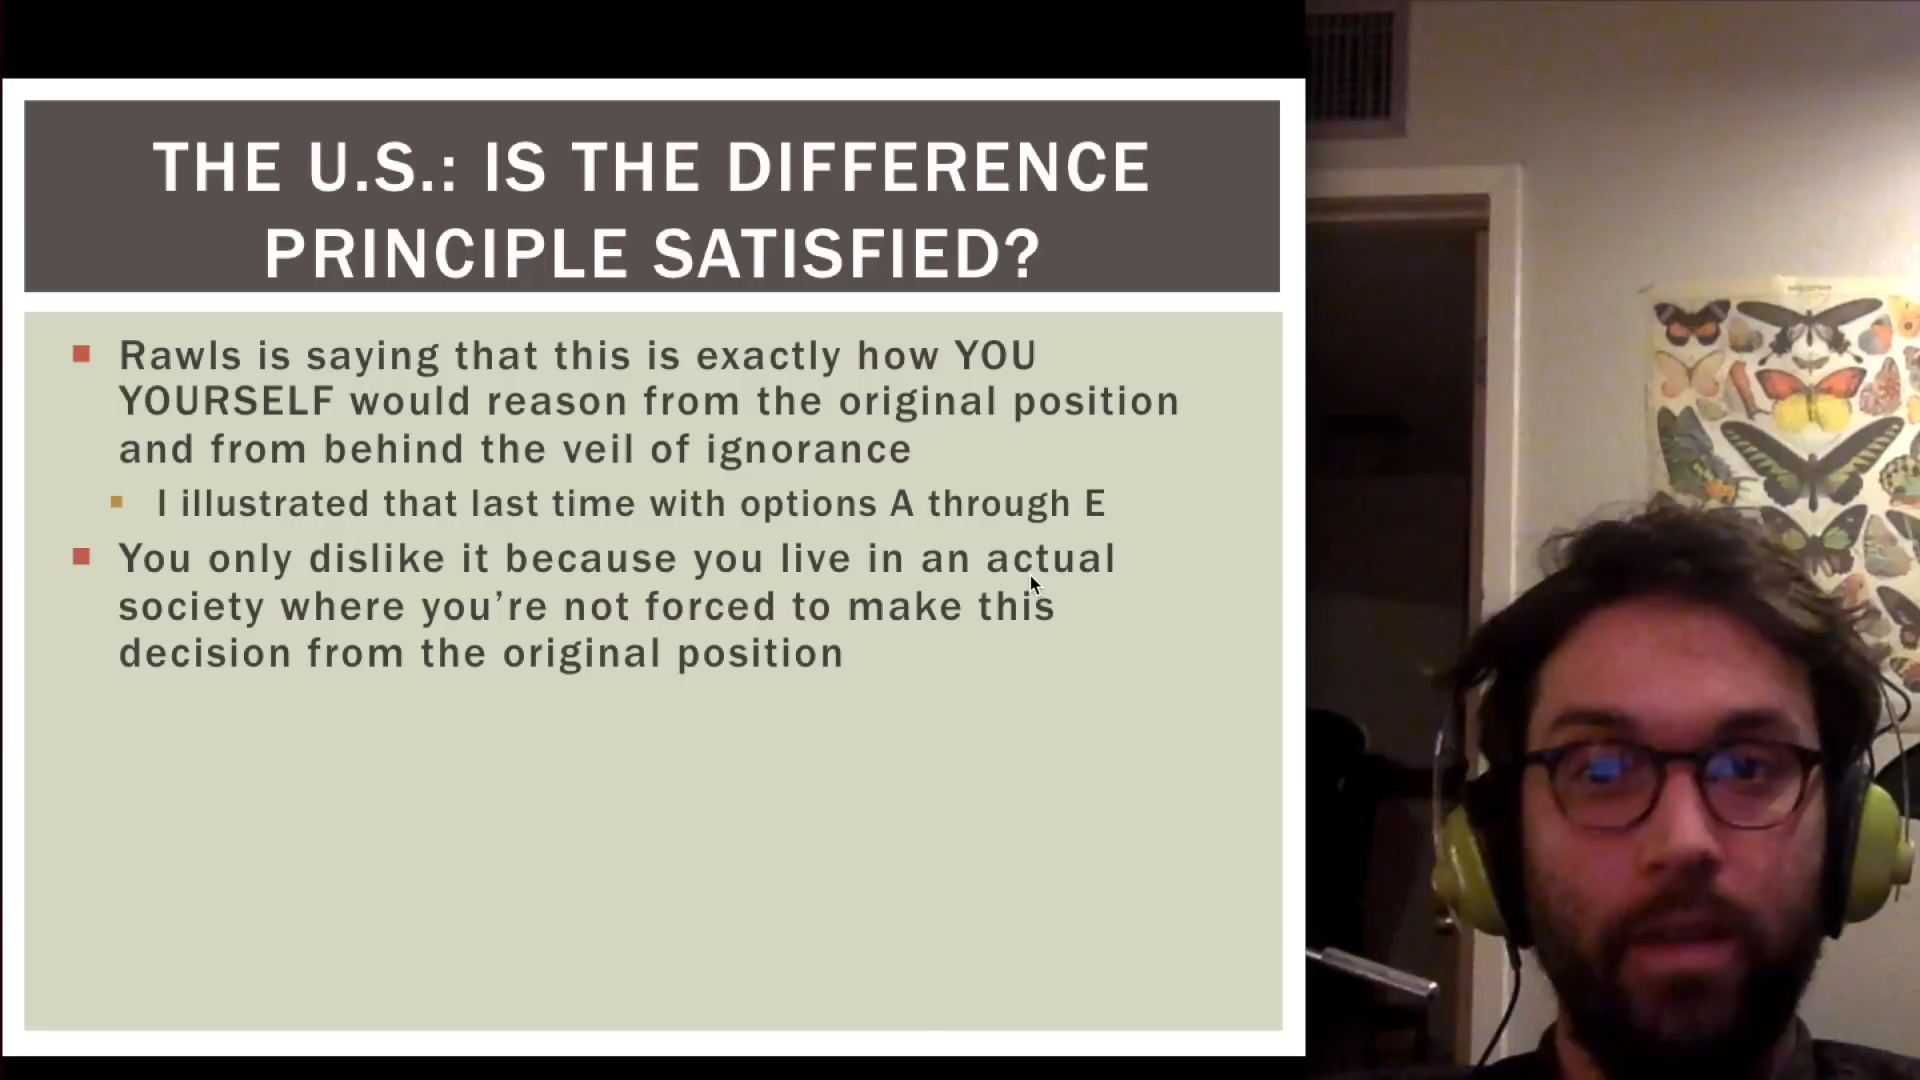 THE U.S.: IS THE DIFFERENCE
PRINCIPLE SATISFIED?
Rawls is saying that this is exactly how YOU
YOURSELF would reason from the original position
and from behind the veil of ignorance
I illustrated that last time with options A through E
You only dislike it because you live in an actual
society where you're not forced to make this
decision from the original position